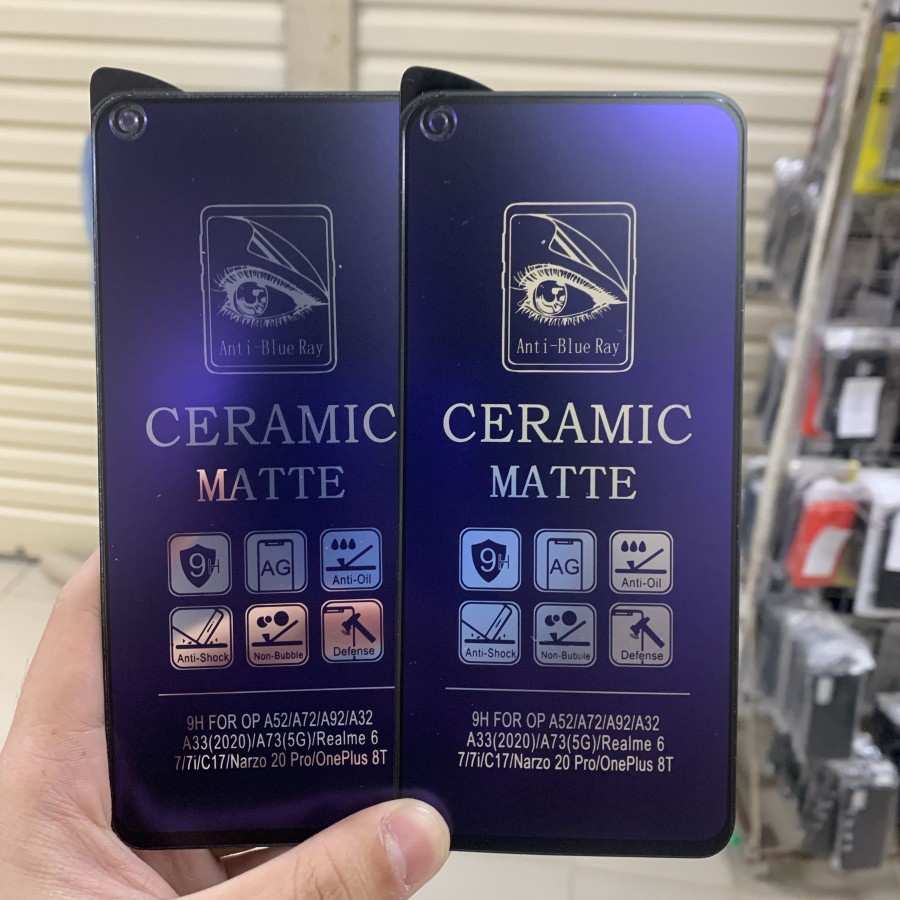 Anti-Blue Ray
CERAMIC
MATTE
9H
AG
Anti-Oil
Anti-Shock
Non-Bubble
Defense
9H FOR OP A52/A72/A92/A32
A33(2020)/A73(5G)/Realme 6
7/7i/C17/Narzo 20 Pro/OnePlus 8T
Anti-Blue Ray
CERAMIC
MATTE
9H
AG
Anti-Oil
Anti-Shock
Non-Bubble
Defense
9H FOR OP A52/A72/A92/A32
A33(2020)/A73(5G)/Realme 6
7/7i/C17/Narzo 20 Pro/OnePlus 8T